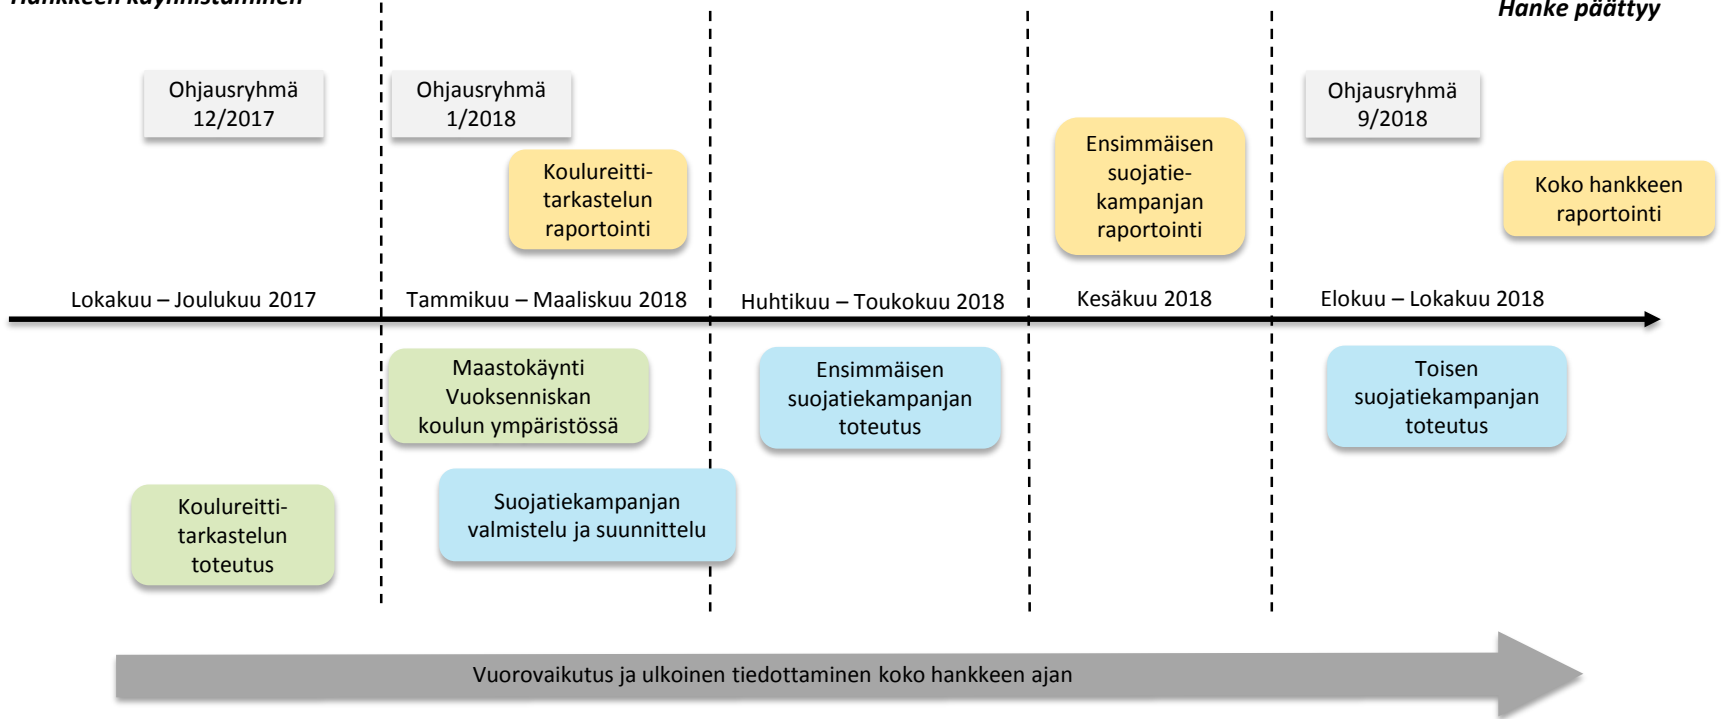 Hankkeen käynnistäminen
Hanke päättyy
Ohjausryhmä
12/2017
Ohjausryhmä
1/2018
Ohjausryhmä
9/2018
Koulureitti-
tarkastelun
raportointi
Ensimmäisen
suojatie-
kampanjan
raportointi
Koko hankkeen
raportointi
Lokakuu – Joulukuu 2017
Tammikuu – Maaliskuu 2018
Huhtikuu – Toukokuu 2018
Kesäkuu 2018
Elokuu – Lokakuu 2018
Maastokäynti
Vuoksenniskan
koulun ympäristössä
Ensimmäisen
suojatiekampanjan
toteutus
Toisen
suojatiekampanjan
toteutus
Koulureitti-
tarkastelun
toteutus
Suojatiekampanjan
valmistelu ja suunnittelu
Vuorovaikutus ja ulkoinen tiedottaminen koko hankkeen ajan